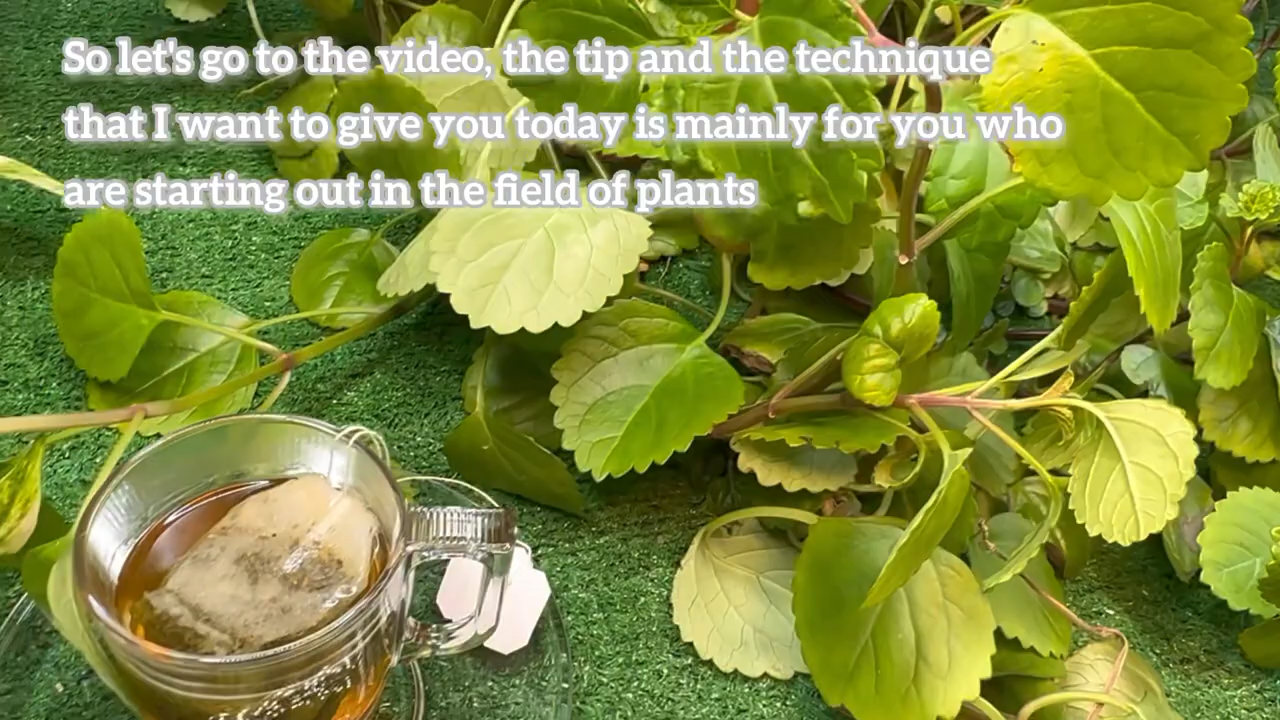 So let's go to the video, the tip and the technique
that I want to give you today is mainly for you who
are starting out in the field of plants